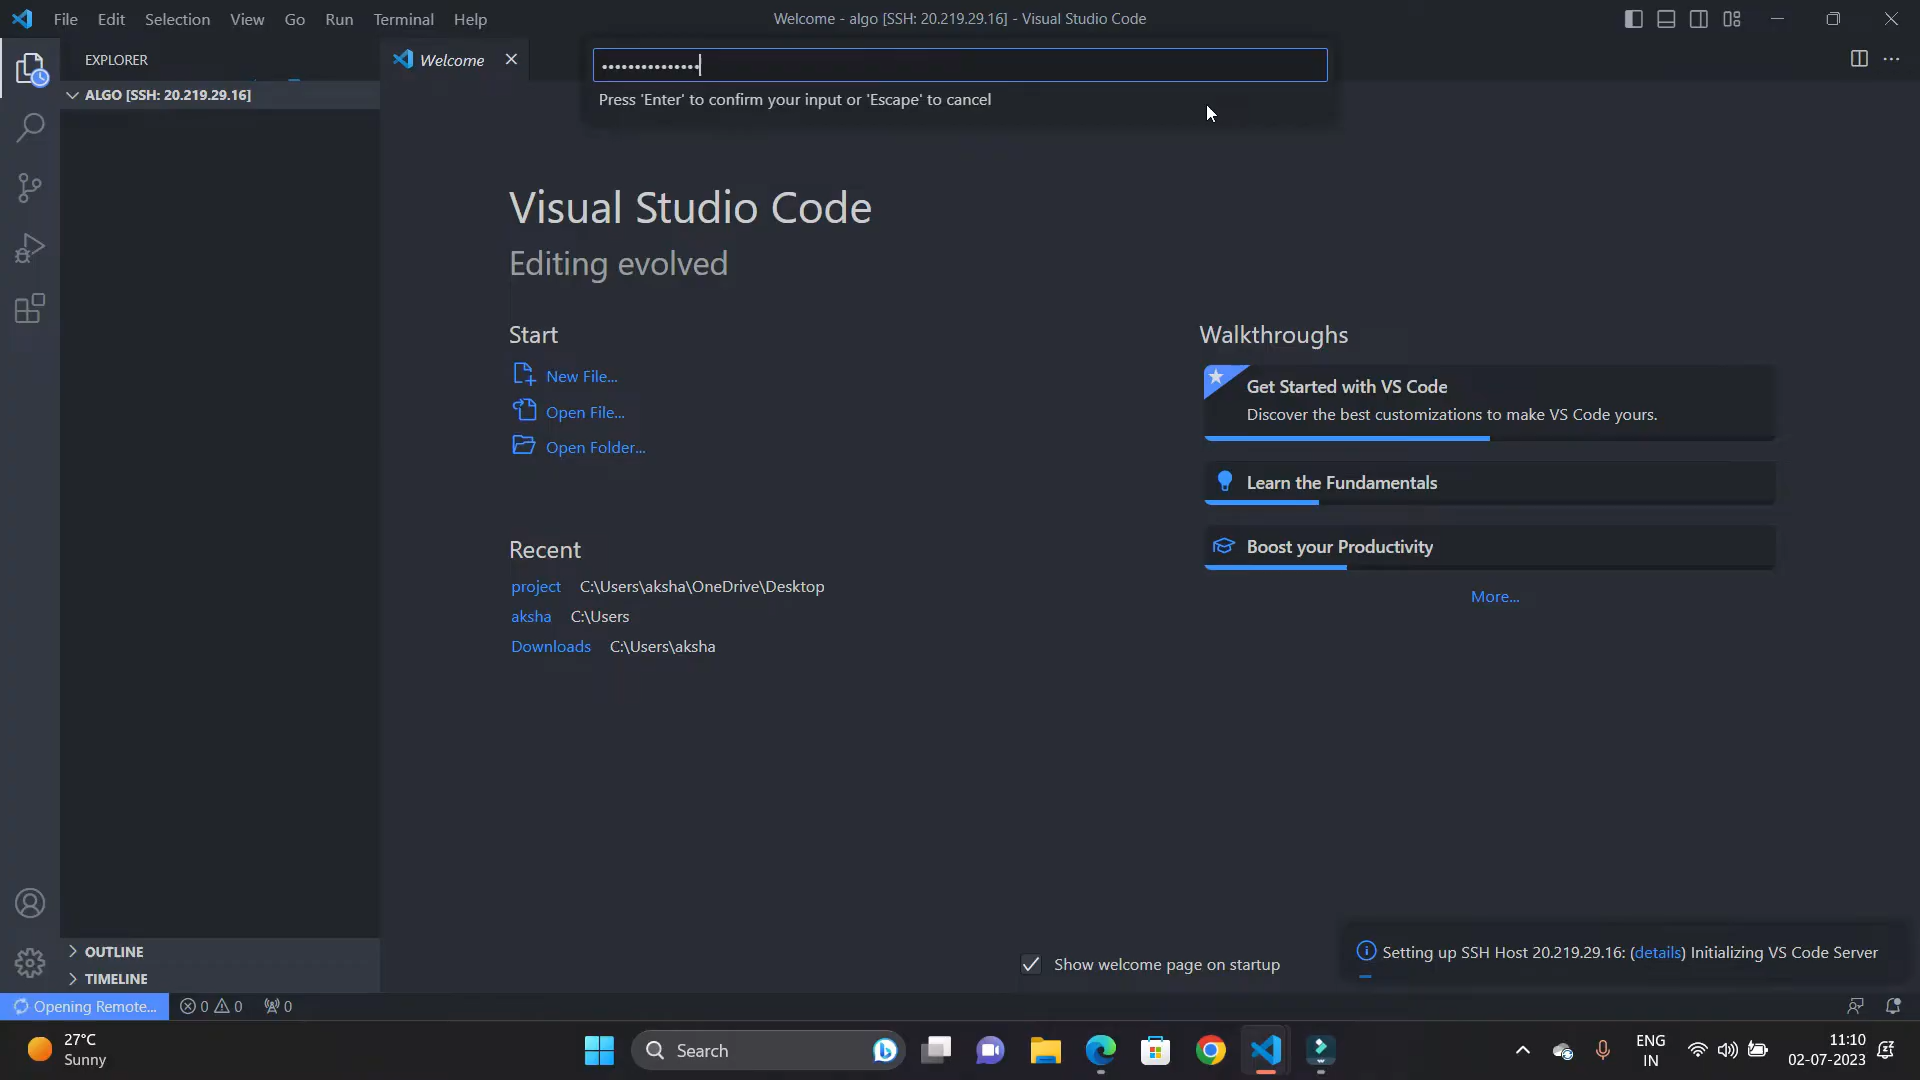 File Edit Selection View Go Run Terminal Help
Welcome - algo [SSH: 20.219.29.16] - Visual Studio Code
EXPLORER
Welcome
•••••••••••••••
Press 'Enter' to confirm your input or 'Escape' to cancel
ALGO [SSH: 20.219.29.16]
Visual Studio Code
Editing evolved
Start
New File...
Open File...
Open Folder...
Recent
project C:\Users\aksha\OneDrive\Desktop
aksha C:\Users
Downloads C:\Users\aksha
Walkthroughs
Get Started with VS Code
Discover the best customizations to make VS Code yours.
Learn the Fundamentals
Boost your Productivity
More...
OUTLINE
TIMELINE
Show welcome page on startup
Setting up SSH Host 20.219.29.16: (details) Initializing VS Code Server
Opening Remote... 0 0 0
27°C
Sunny
Search
ENG
IN
11:10
02-07-2023